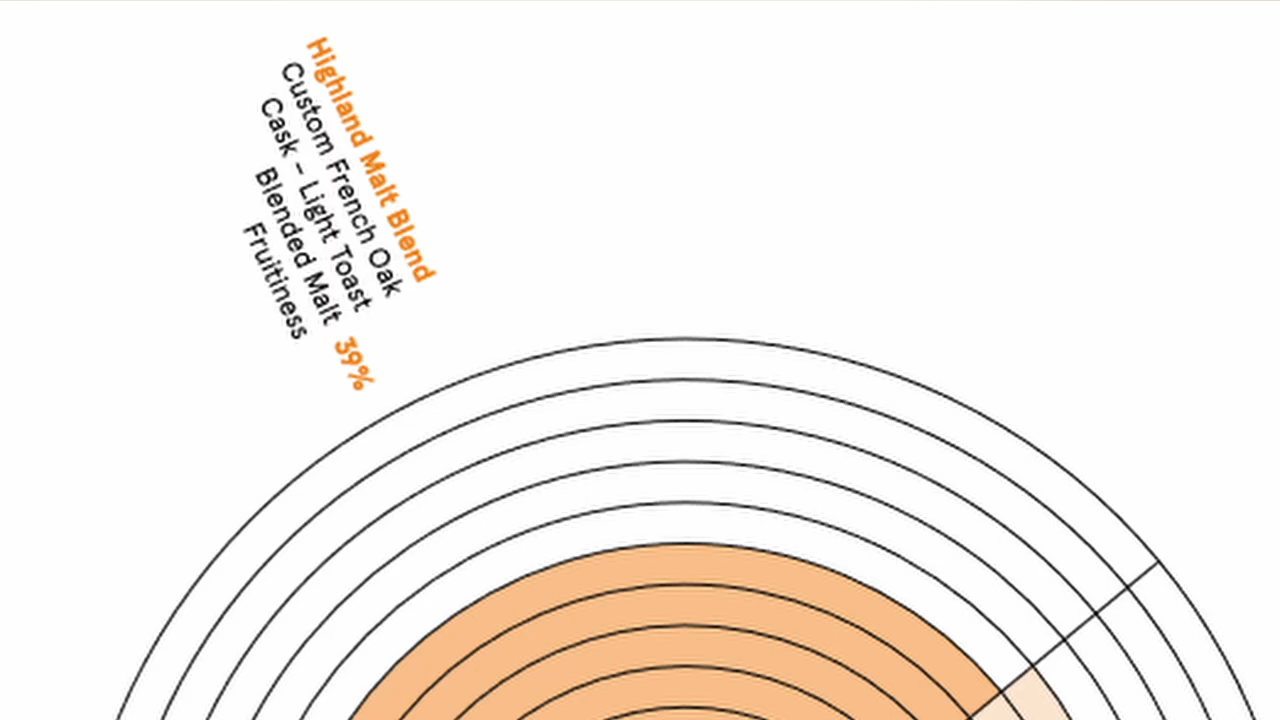 Highland Malt Blend
Custom French Oak
Cask – Light Toast
Blended Malt 39%
Fruitiness